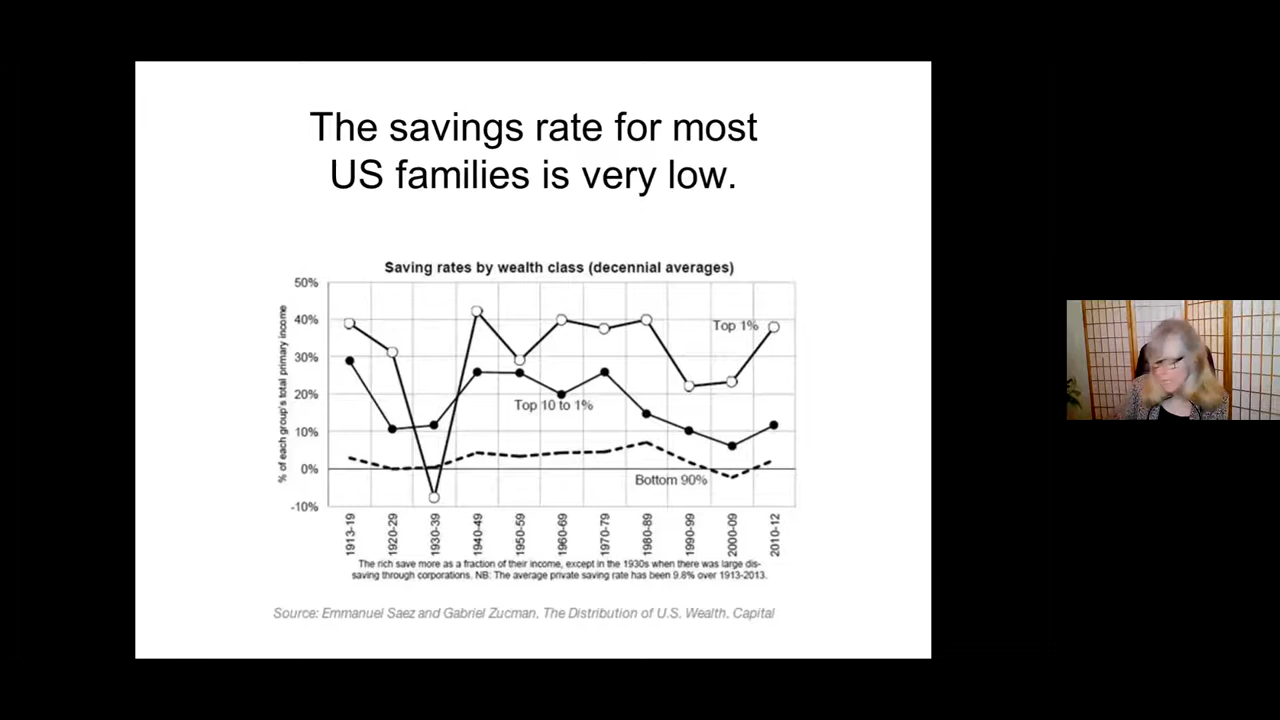 The savings rate for most
US families is very low.
Saving rates by wealth class (decennial averages)
% of each group's total primary income
50%
40%
30%
20%
10%
0%
-10%
Top 1%
Top 10 to 1%
Bottom 90%
1913-19
1920-29
1930-39
1940-49
1950-59
1960-69
1970-79
1980-89
1990-99
2000-09
2010-12
The rich save more as a fraction of their income, except in the 1930s when there was large dis-
saving through corporations. NB: The average private saving rate has been 9.8% over 1913-2013.
Source: Emmanuel Saez and Gabriel Zucman, The Distribution of U.S. Wealth, Capital